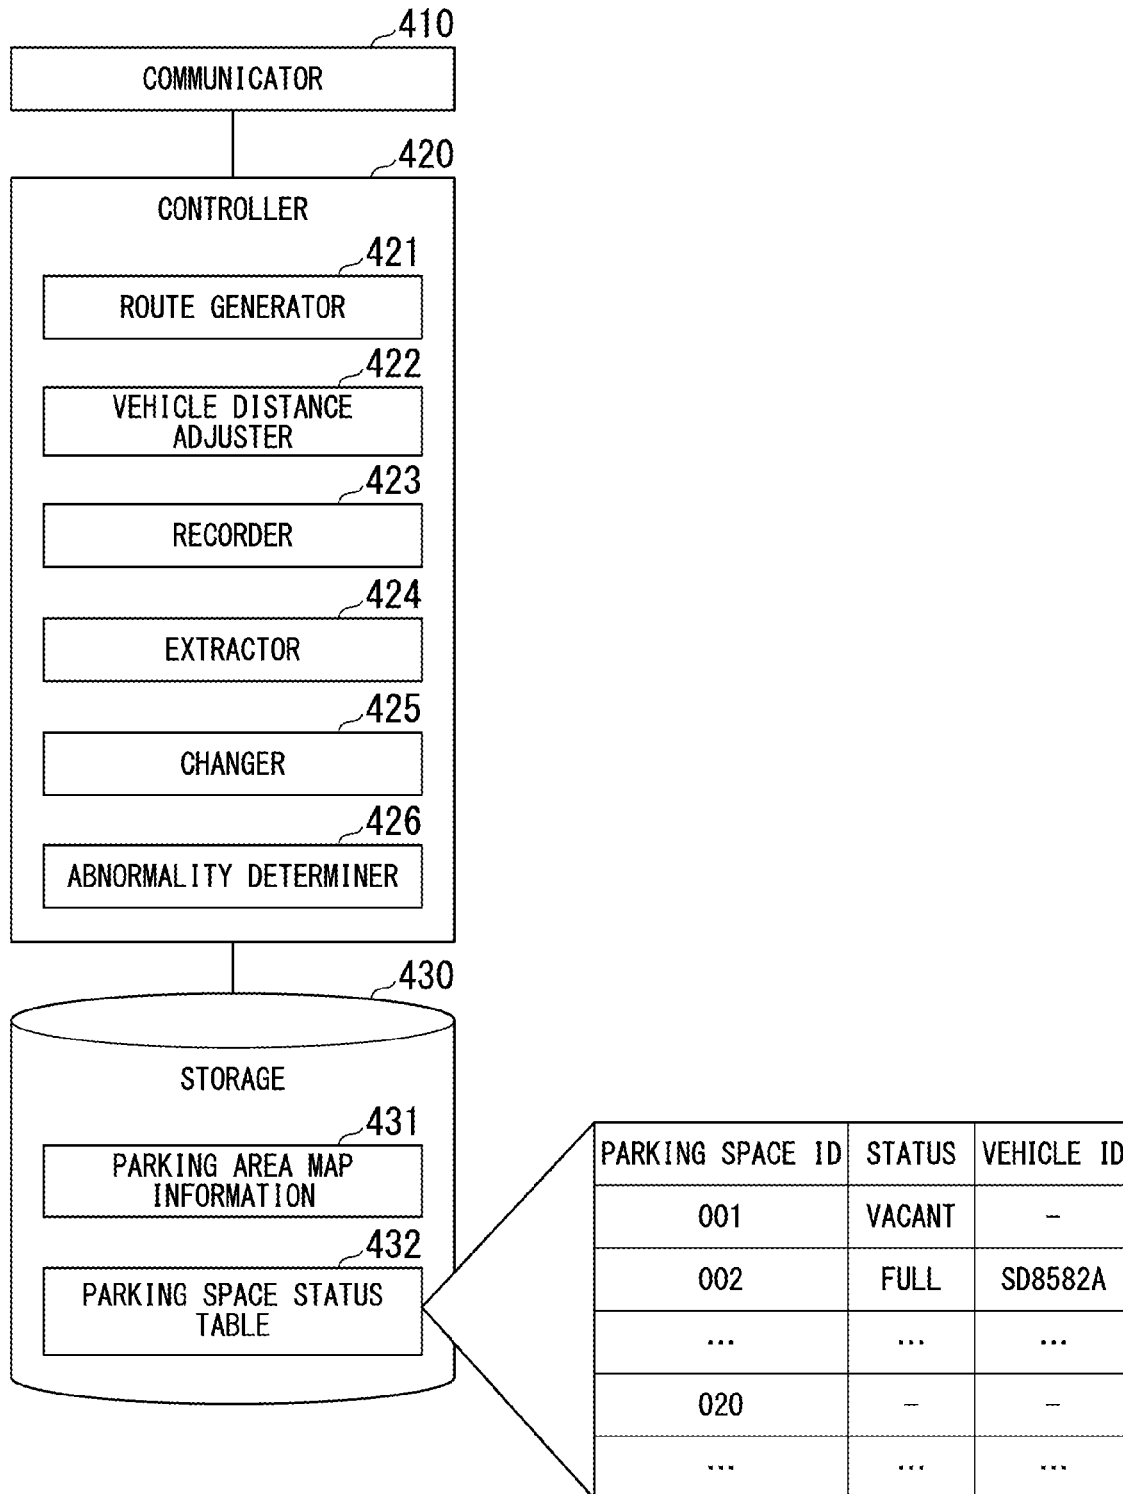 410
COMMUNICATOR
420
CONTROLLER
421
ROUTE GENERATOR
422
VEHICLE DISTANCE
ADJUSTER
423
RECORDER
424
EXTRACTOR
425
CHANGER
426
ABNORMALITY DETERMINER
430
STORAGE
431
PARKING AREA MAP
INFORMATION
432
PARKING SPACE STATUS
TABLE
PARKING SPACE ID STATUS VEHICLE ID
001 VACANT -
002 FULL SD8582A
... ... ...
020 - -
... ... ...